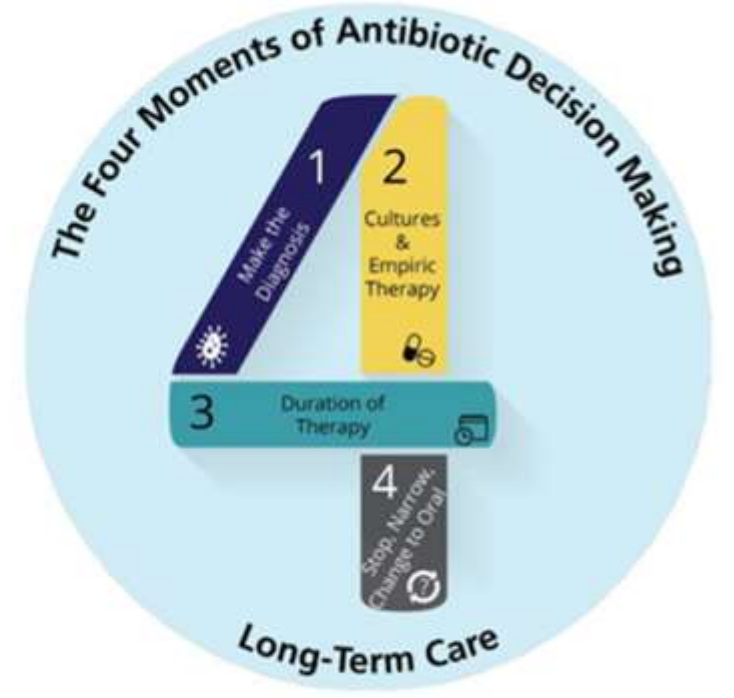 The Four Moments of Antibiotic Decision Making
1
Make the
Diagnosis
2
Cultures
&
Empiric
Therapy
3
Duration of
Therapy
4
Stop, Narrow,
Change to Oral
?
Long-Term Care